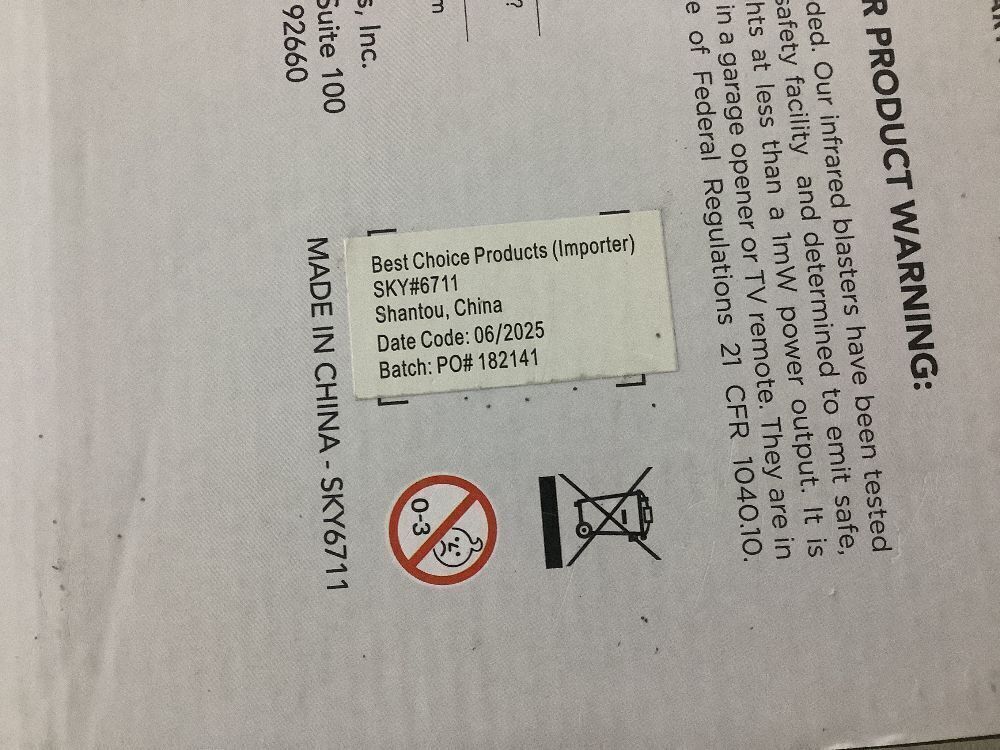 Best Choice Products (Importer)
SKY#6711
Shantou, China
Date Code: 06/2025
Batch: PO# 182141
PRODUCT WARNING:
Our infrared blasters have been tested
safety facility and determined to emit safe,
at less than a 1mW power output. It is
in a garage opener or TV remote. They are in
of Federal Regulations 21 CFR 1040.10.
?
Inc.
Suite 100
92660
MADE IN CHINA - SKY6711
0-3